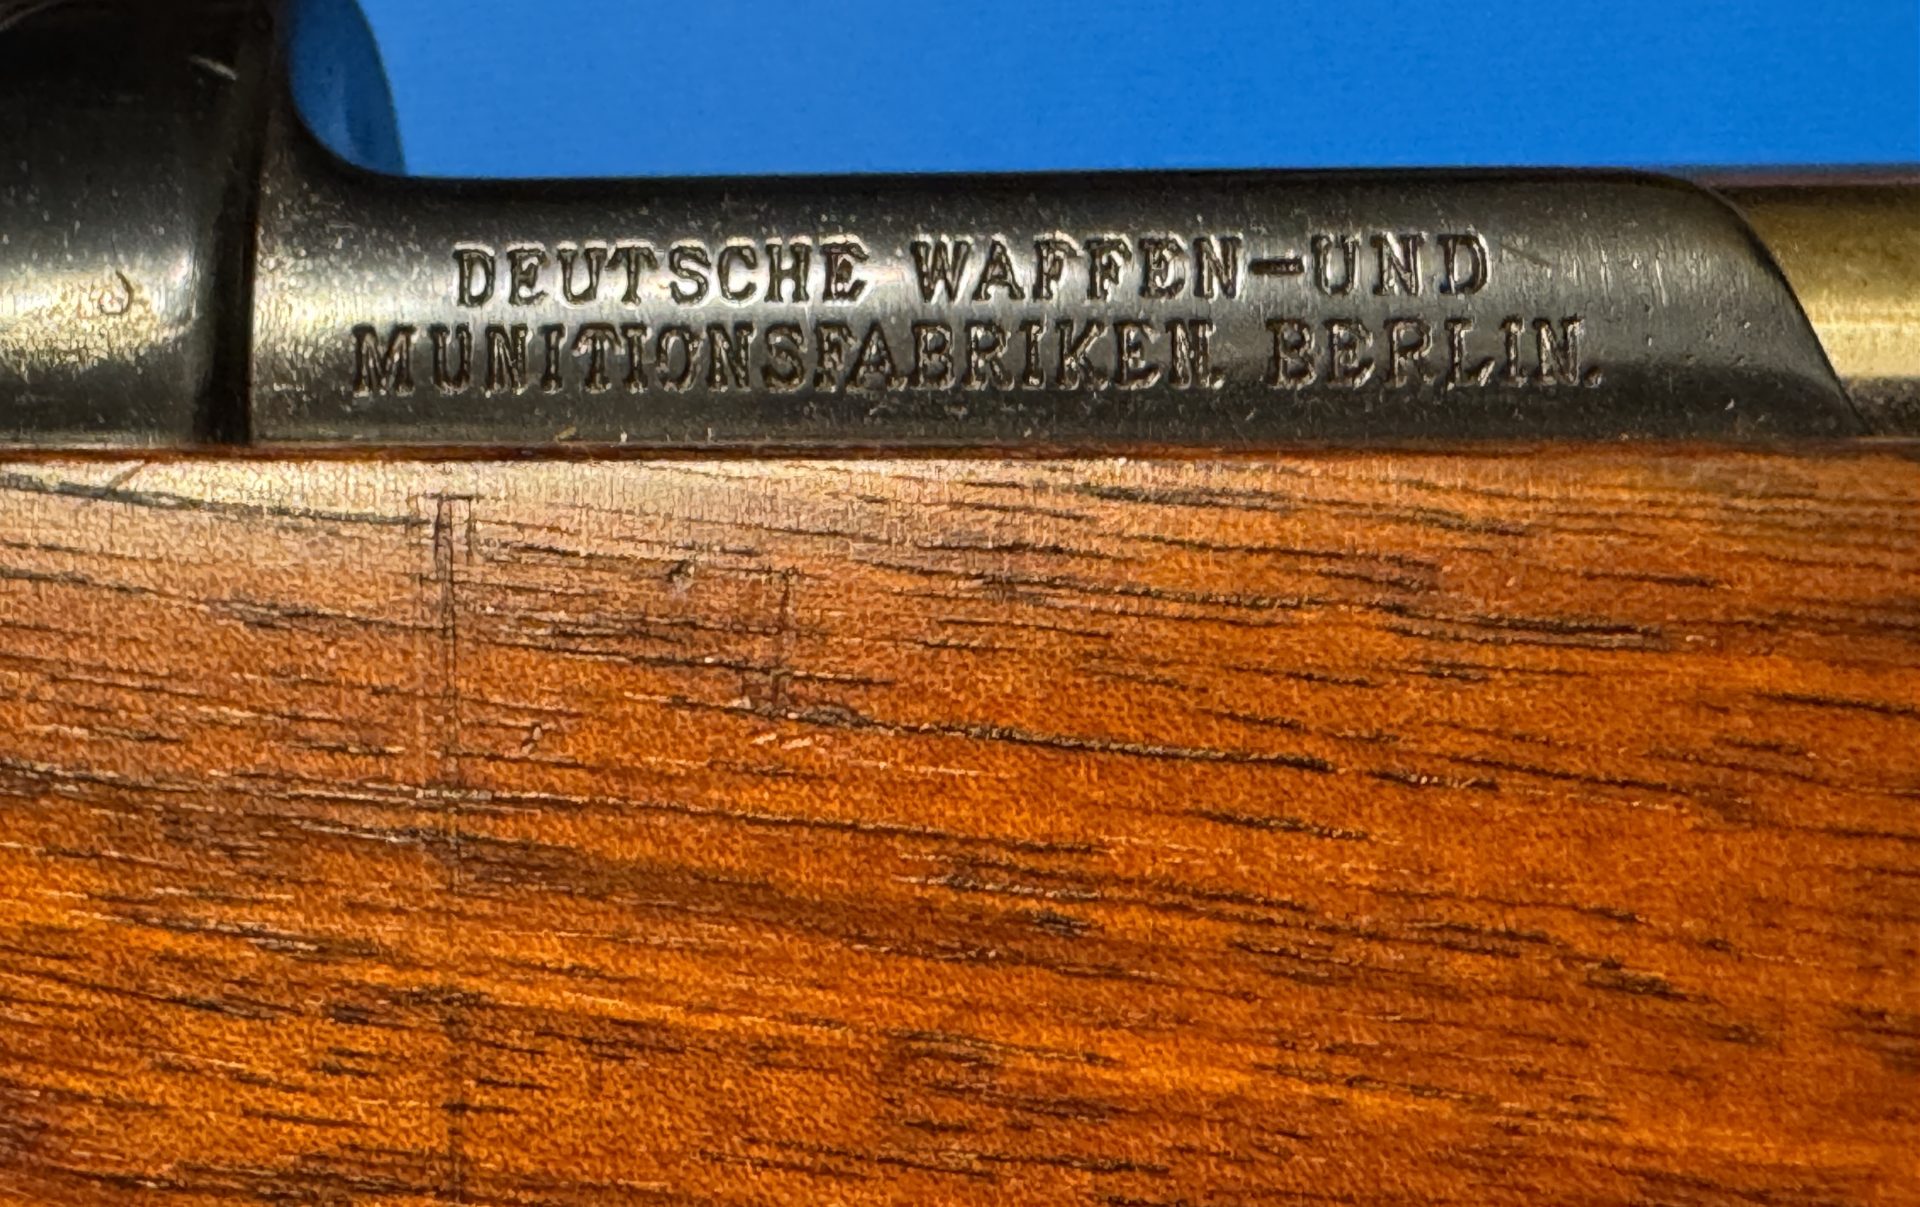 DEUTSCHE WAFFEN-UND
MUNITIONSFABRIKEN. BERLIN.